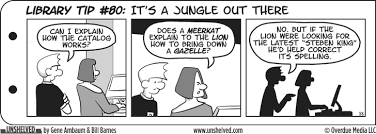 LIBRARY TIP #80: IT'S A JUNGLE OUT THERE
CAN I EXPLAIN
HOW THE CATALOG
WORKS?
DOES A MEERKAT
EXPLAIN TO THE LION
HOW TO BRING DOWN
A GAZELLE?
NO, BUT IF THE
LION WERE LOOKING FOR
THE LATEST "STEBEN KING"
HE'D HELP CORRECT
ITS SPELLING.
UNSHELVED by Gene Ambaum & Bill Barnes
www.unshelved.com
© Overdue Media LLC